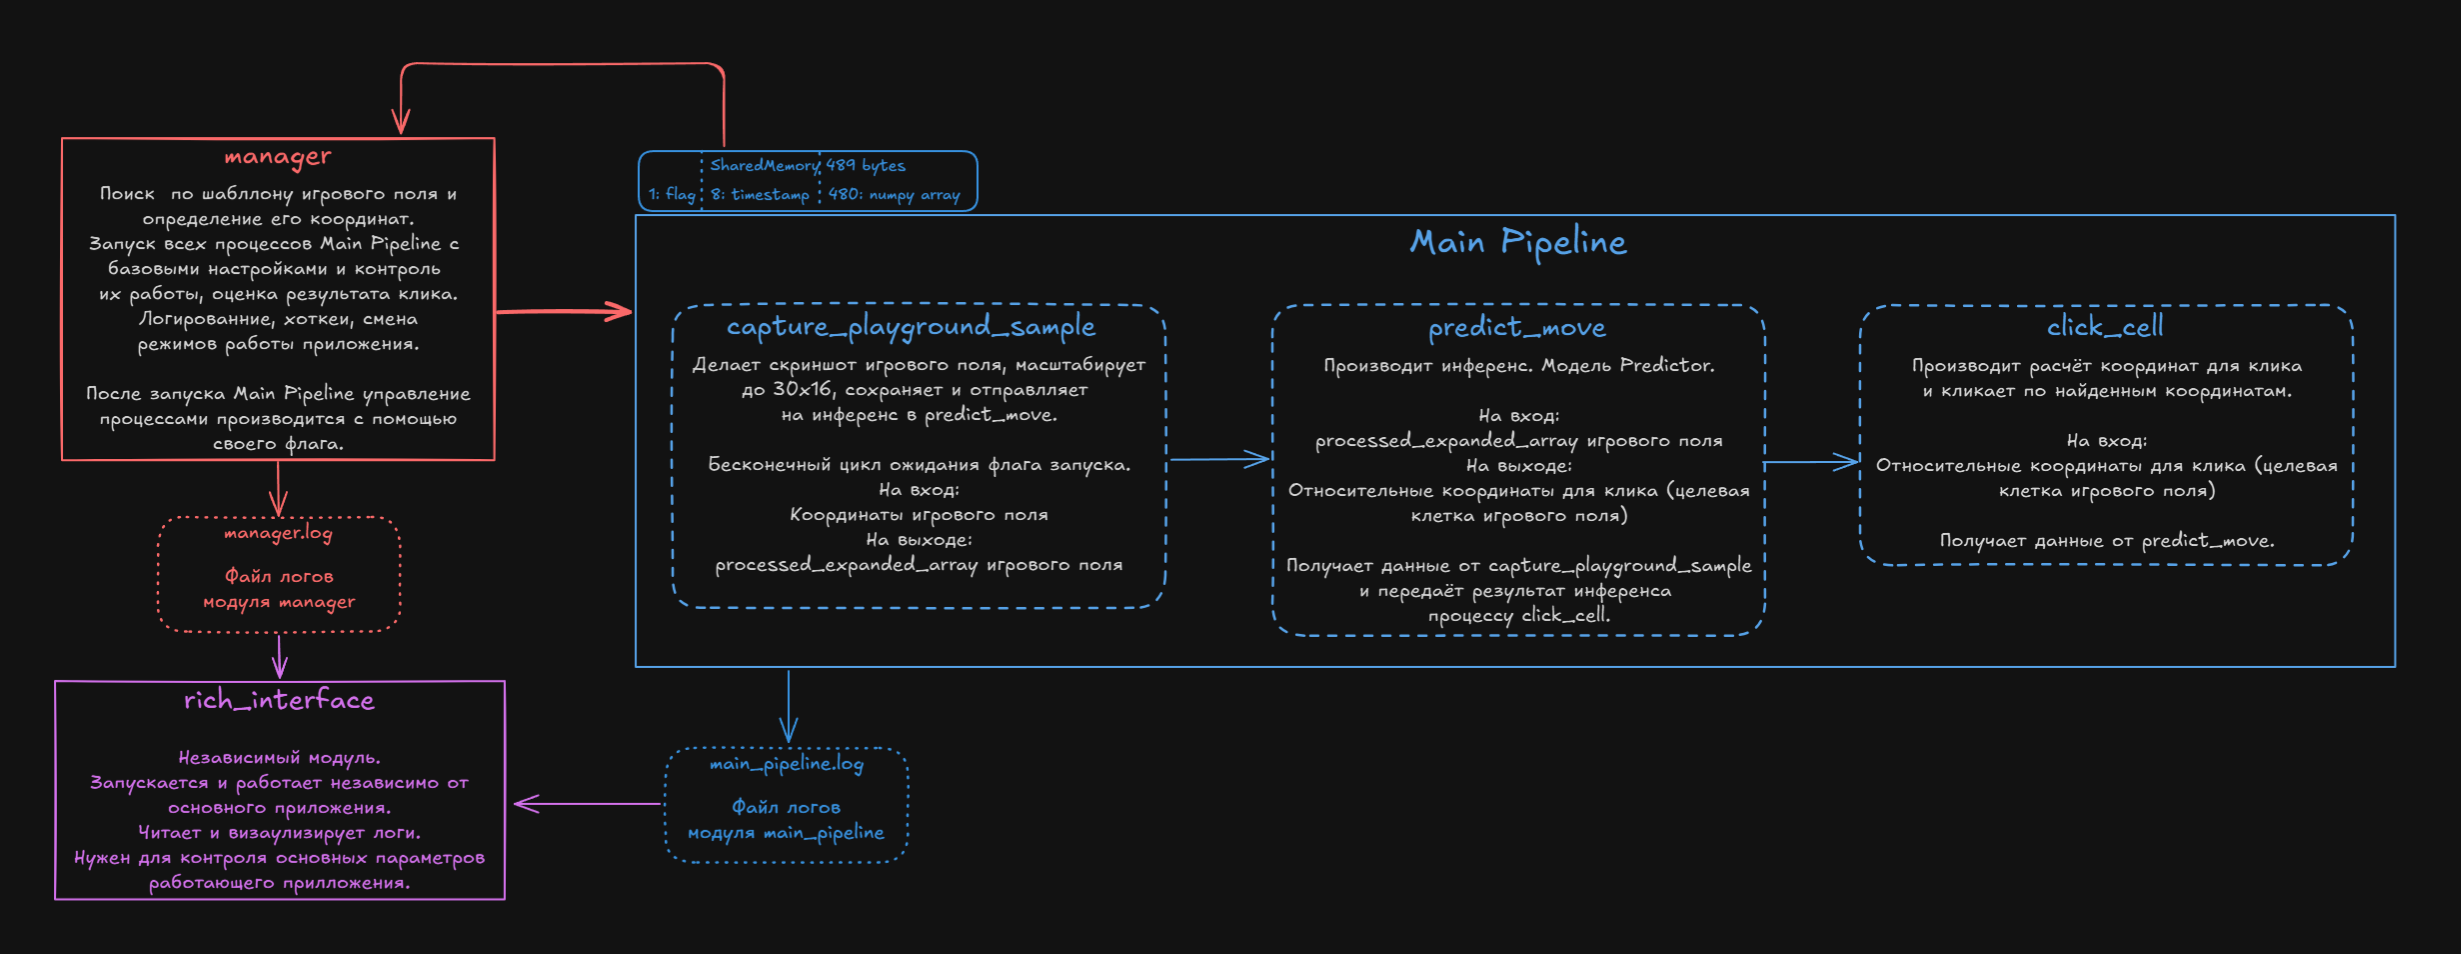 manager
Поиск  по шабллону игрового поля и
определение его координат.
Запуск всех процессов Main Pipeline с
базовыми настройками и контроль
их работы, оценка результата клика.
Логированние, хоткеи, смена
режимов работы приложения.
После запуска Main Pipeline управление
процессами производится с помощью
своего флага.
manager.log
Файл логов
модуля manager
rich_interface
Независимый модуль.
Запускается и работает независимо от
основного приложения.
Читает и визаулизирует логи.
Нужен для контроля основных параметров
работающего прилложения.
SharedMemory 489 bytes
1: flag 8: timestamp 480: numpy array
Main Pipeline
capture_playground_sample
Делает скриншот игрового поля, масштабирует
до 30x16, сохраняет и отправлляет
на инференс в predict_move.
Бесконечный цикл ожидания флага запуска.
На вход:
Координаты игрового поля
На выходе:
processed_expanded_array игрового поля
predict_move
Производит инференс. Модель Predictor.
На вход:
processed_expanded_array игрового поля
На выходе:
Относительные координаты для клика (целевая
клетка игрового поля)
Получает данные от capture_playground_sample
и передаёт результат инференса
процессу click_cell.
click_cell
Производит расчёт координат для клика
и кликает по найденным координатам.
На вход:
Относительные координаты для клика (целевая
клетка игрового поля)
Получает данные от predict_move.
main_pipeline.log
Файл логов
модуля main_pipeline